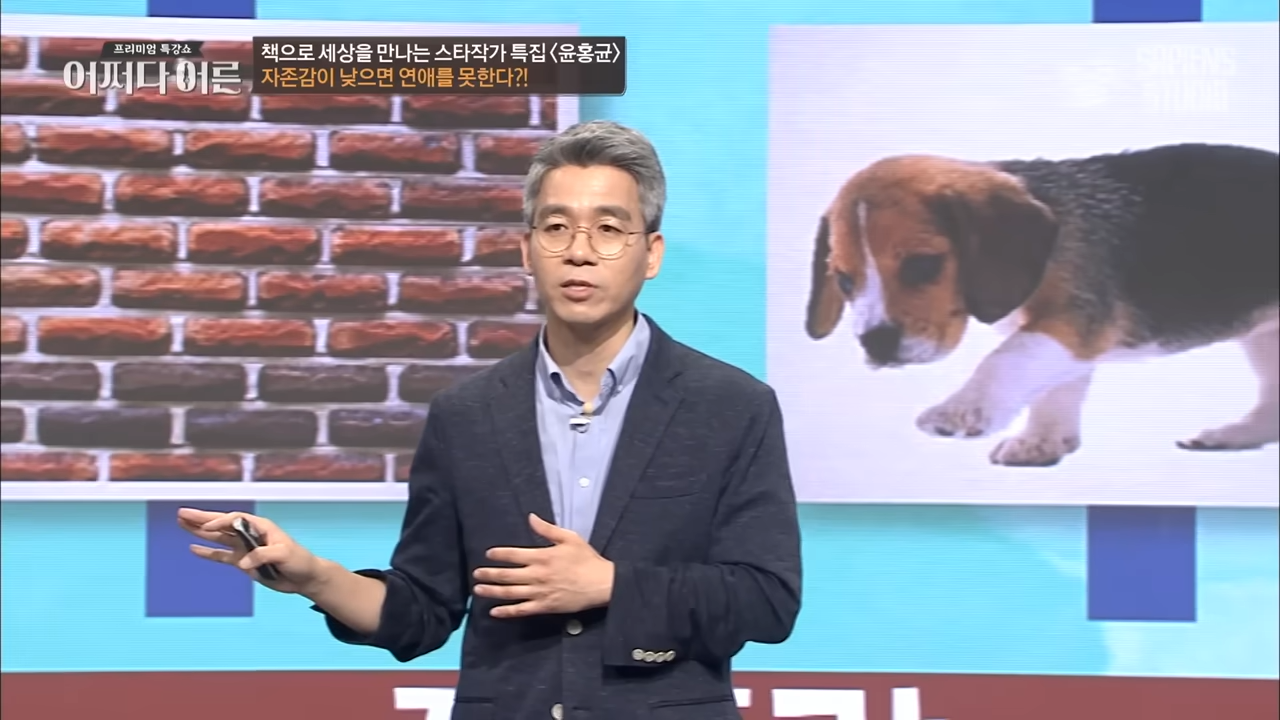 프리미엄 특강쇼
어쩌다 어른
책으로 세상을 만나는 스타작가 특집 〈윤홍균〉
자존감이 낮으면 연애를 못한다?!
SAPIENS
STUDIO